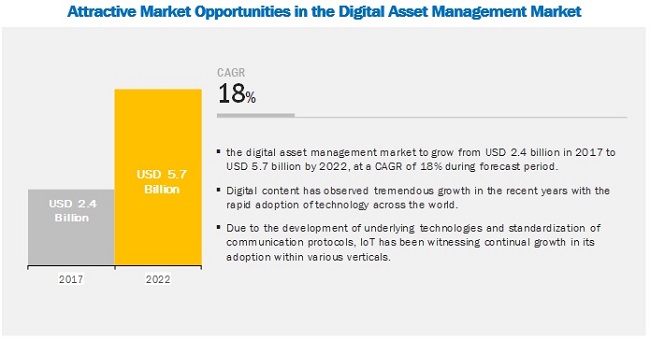 Attractive Market Opportunities in the Digital Asset Management Market
CAGR
18%
USD 5.7
Billion
USD 2.4
Billion
2017
2022
▪ the digital asset management market to grow from USD 2.4 billion in 2017 to
USD 5.7 billion by 2022, at a CAGR of 18% during forecast period.
▪ Digital content has observed tremendous growth in the recent years with the
rapid adoption of technology across the world.
▪ Due to the development of underlying technologies and standardization of
communication protocols, IoT has been witnessing continual growth in its
adoption within various verticals.